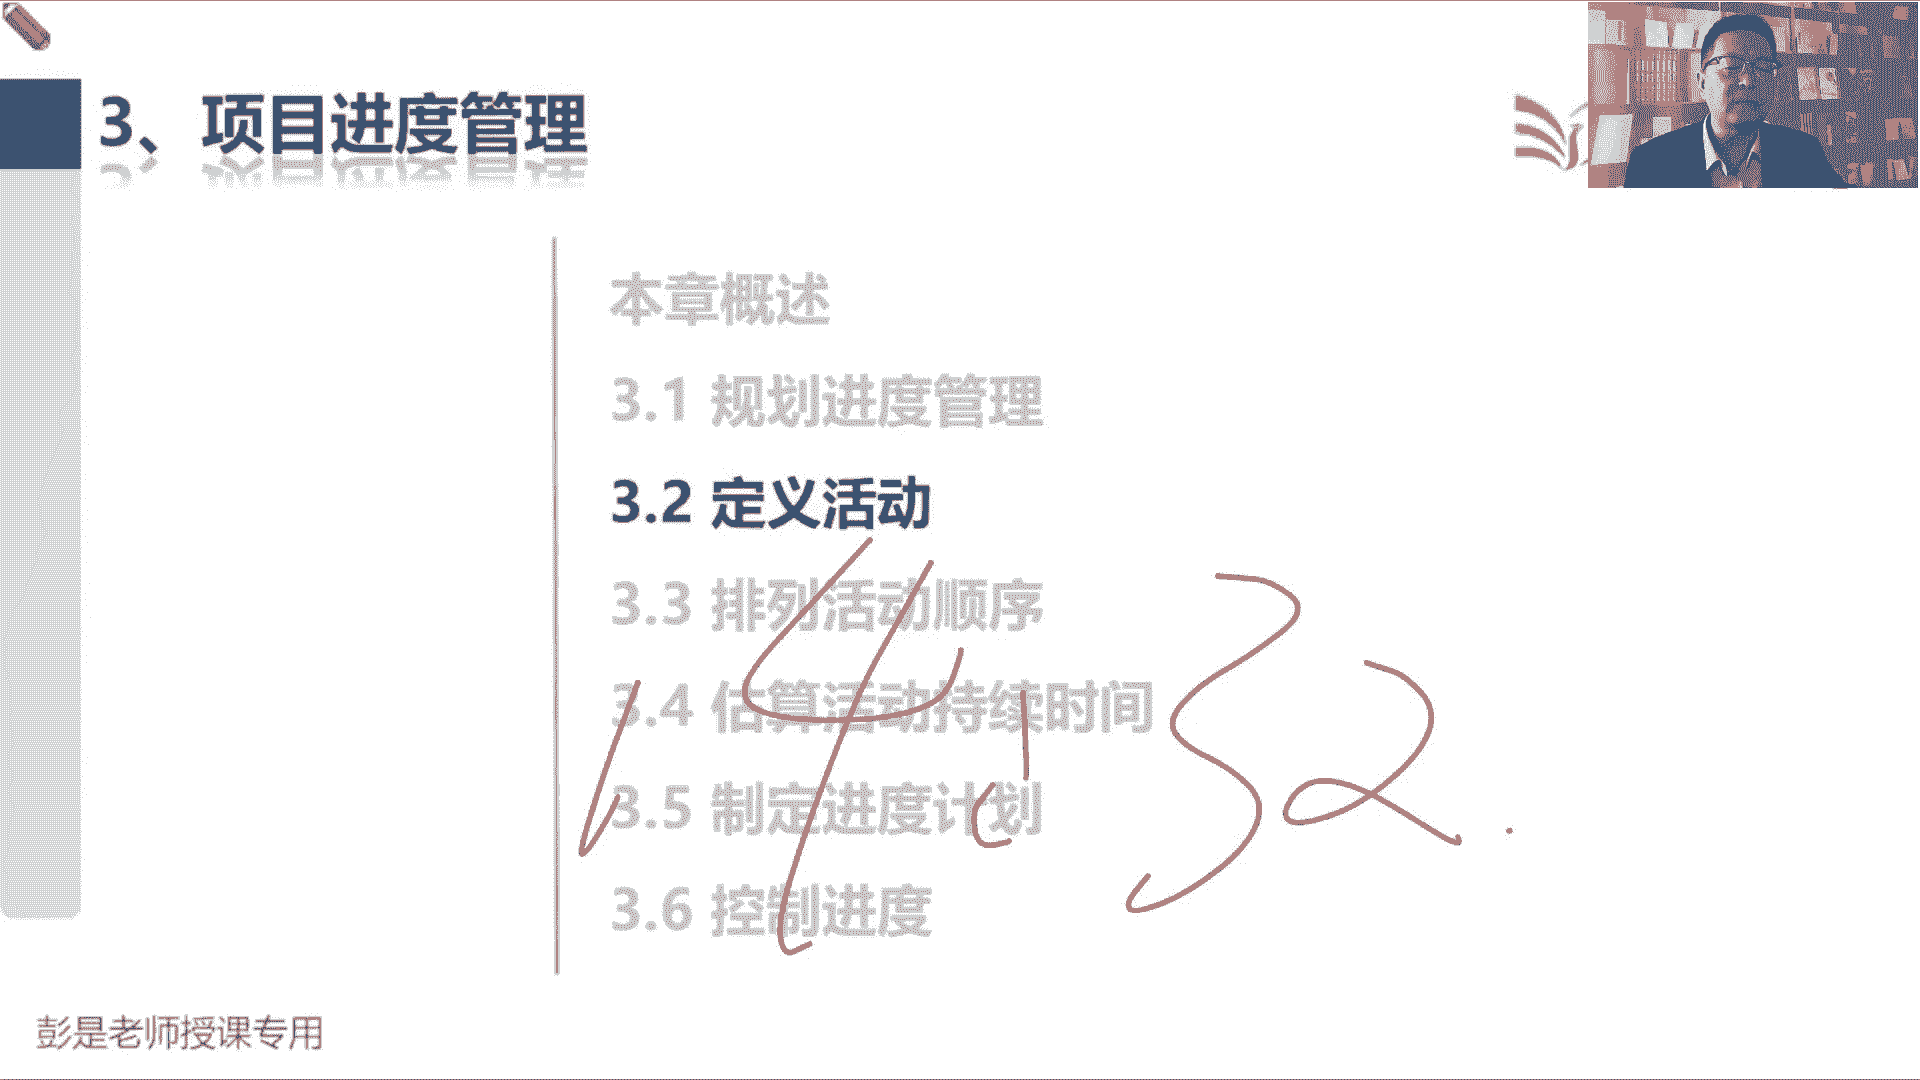 3、项目进度管理
本章概述
3.1 规划进度管理
3.2 定义活动
3.3 排列活动顺序
3.4 估算活动持续时间
3.5 制定进度计划
3.6 控制进度
14 32.
彭是老师授课专用